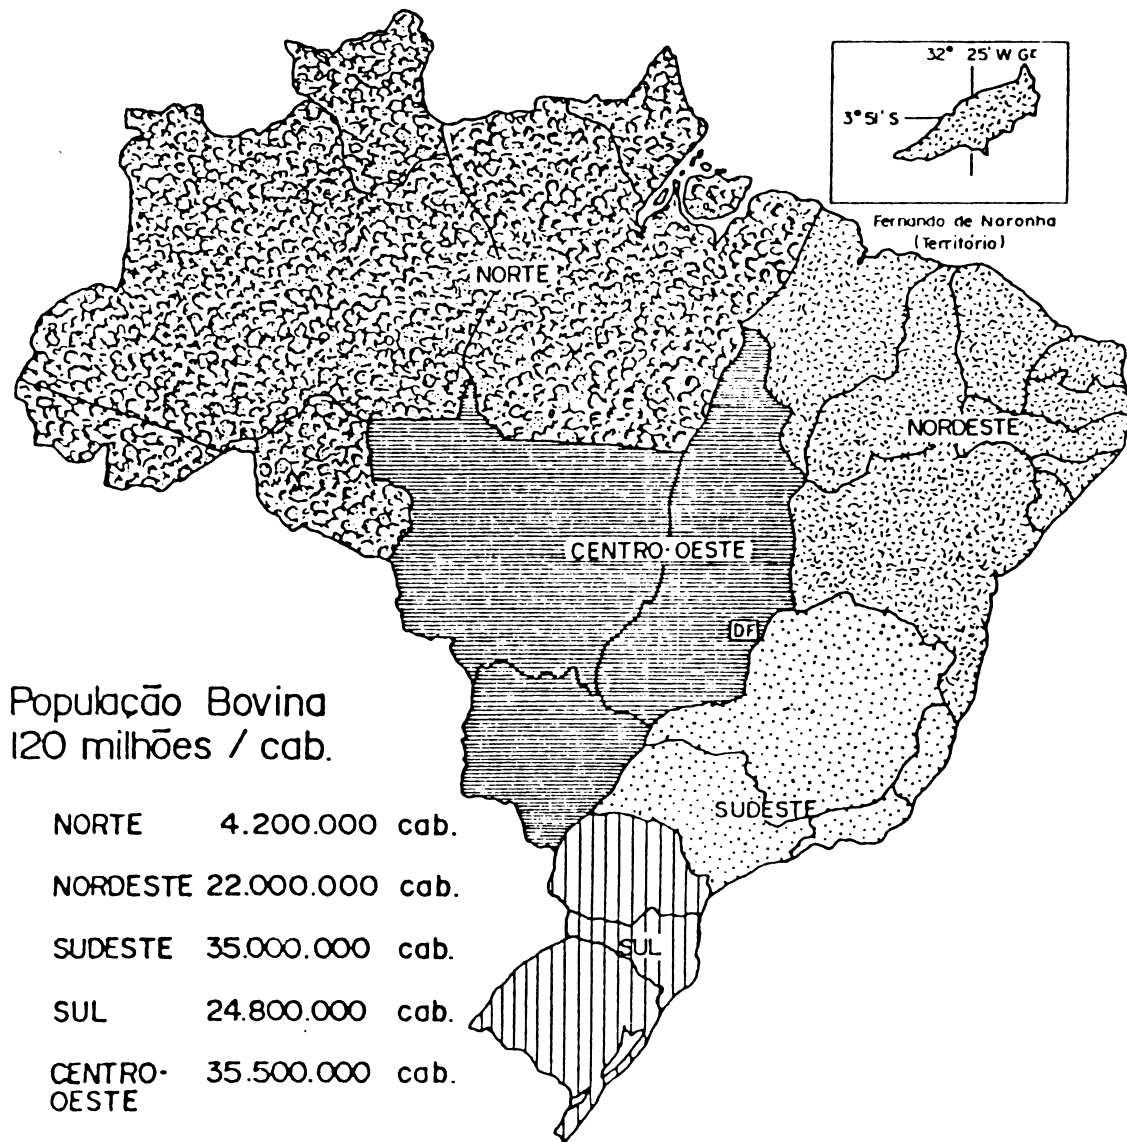 32° 25' W Gr
3° 51' S
Fernando de Noronha
(Território)
NORTE
NORDESTE
CENTRO-OESTE
DF
SUDESTE
SUL
População Bovina
120 milhões / cab.
NORTE 4.200.000 cab.
NORDESTE 22.000.000 cab.
SUDESTE 35.000.000 cab.
SUL 24.800.000 cab.
CENTRO- 35.500.000 cab.
OESTE